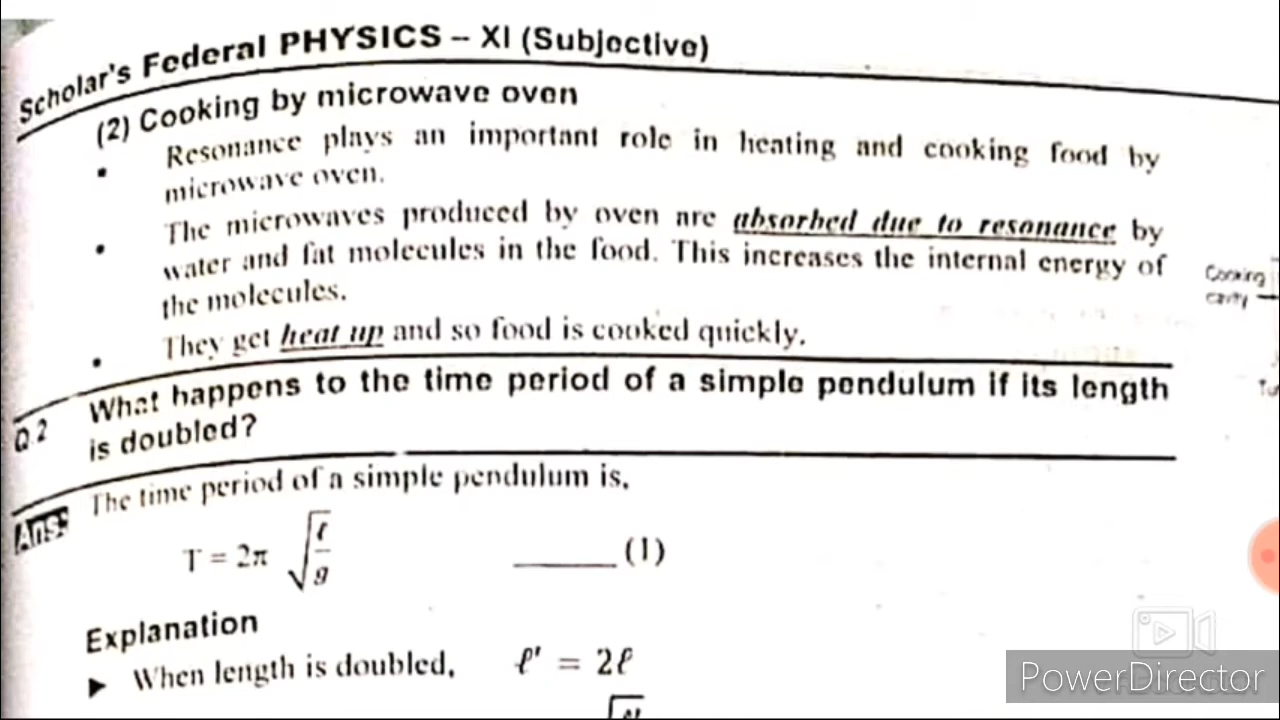 Scholar's Federal PHYSICS – XI (Subjective)
(2) Cooking by microwave oven
• Resonance plays an important role in heating and cooking food by
microwave oven.
• The microwaves produced by oven are absorbed due to resonance by
water and fat molecules in the food. This increases the internal energy of
the molecules.
• They get heat up and so food is cooked quickly.
Cooking
cavity
Q.2 What happens to the time period of a simple pendulum if its length
is doubled?
Ans: The time period of a simple pendulum is,
T = 2π √(ℓ/g) ______ (1)
Explanation
► When length is doubled, ℓ' = 2ℓ
PowerDirector